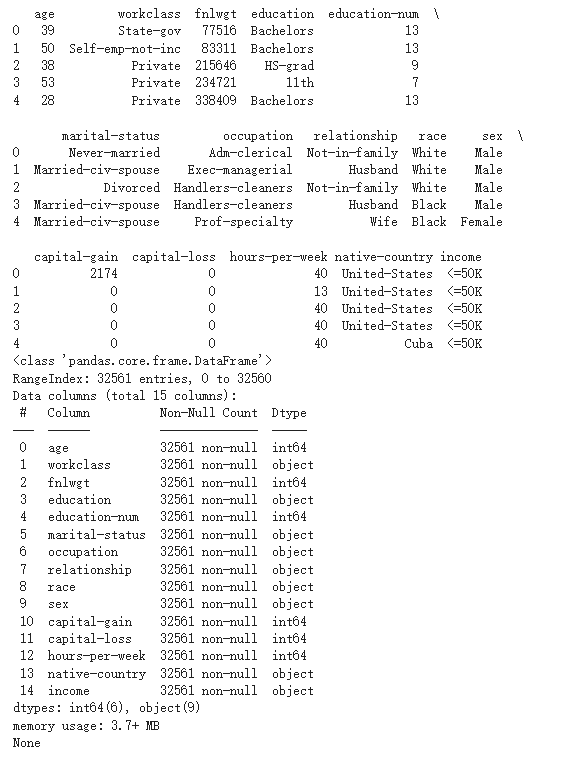 age         workclass  fnlwgt  education  education-num  \
0   39         State-gov   77516  Bachelors             13
1   50  Self-emp-not-inc   83311  Bachelors             13
2   38           Private  215646    HS-grad              9
3   53           Private  234721       11th              7
4   28           Private  338409  Bachelors             13
       marital-status         occupation   relationship   race     sex  \
0       Never-married       Adm-clerical  Not-in-family  White    Male
1  Married-civ-spouse    Exec-managerial        Husband  White    Male
2            Divorced  Handlers-cleaners  Not-in-family  White    Male
3  Married-civ-spouse  Handlers-cleaners        Husband  Black    Male
4  Married-civ-spouse     Prof-specialty           Wife  Black  Female
   capital-gain  capital-loss  hours-per-week native-country income
0          2174             0              40  United-States  <=50K
1             0             0              13  United-States  <=50K
2             0             0              40  United-States  <=50K
3             0             0              40  United-States  <=50K
4             0             0              40           Cuba  <=50K
<class 'pandas.core.frame.DataFrame'>
RangeIndex: 32561 entries, 0 to 32560
Data columns (total 15 columns):
 #   Column          Non-Null Count  Dtype
---  ------          --------------  -----
 0   age             32561 non-null  int64
 1   workclass       32561 non-null  object
 2   fnlwgt          32561 non-null  int64
 3   education       32561 non-null  object
 4   education-num   32561 non-null  int64
 5   marital-status  32561 non-null  object
 6   occupation      32561 non-null  object
 7   relationship    32561 non-null  object
 8   race            32561 non-null  object
 9   sex             32561 non-null  object
 10  capital-gain    32561 non-null  int64
 11  capital-loss    32561 non-null  int64
 12  hours-per-week  32561 non-null  int64
 13  native-country  32561 non-null  object
 14  income          32561 non-null  object
dtypes: int64(6), object(9)
memory usage: 3.7+ MB
None